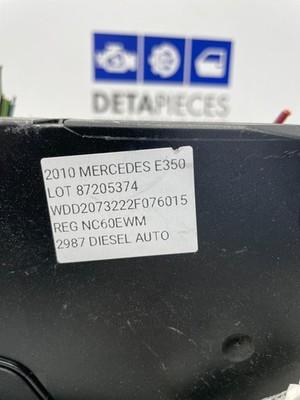 DETAPIECES
2010 MERCEDES E350
LOT 87205374
WDD2073222F076015
REG NC60EWM
2987 DIESEL AUTO